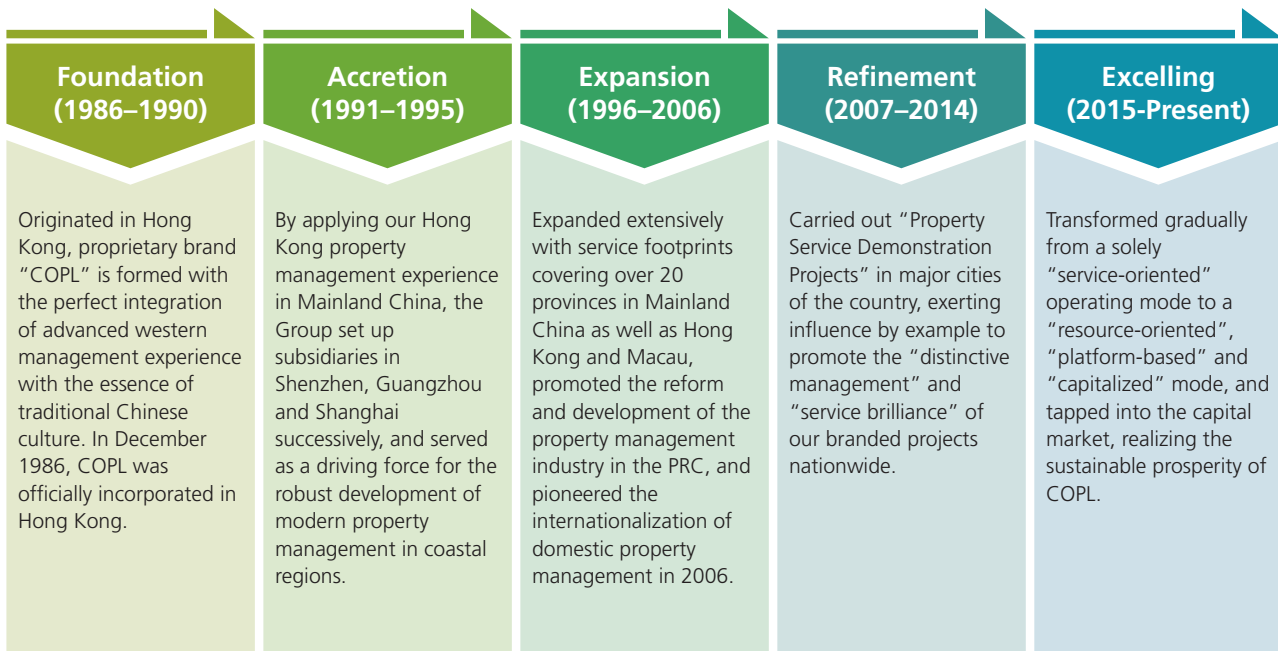 Foundation
(1986–1990)
Originated in Hong
Kong, proprietary brand
“COPL” is formed with
the perfect integration
of advanced western
management experience
with the essence of
traditional Chinese
culture. In December
1986, COPL was
officially incorporated in
Hong Kong.
Accretion
(1991–1995)
By applying our Hong
Kong property
management experience
in Mainland China, the
Group set up
subsidiaries in
Shenzhen, Guangzhou
and Shanghai
successively, and served
as a driving force for the
robust development of
modern property
management in coastal
regions.
Expansion
(1996–2006)
Expanded extensively
with service footprints
covering over 20
provinces in Mainland
China as well as Hong
Kong and Macau,
promoted the reform
and development of the
property management
industry in the PRC, and
pioneered the
internationalization of
domestic property
management in 2006.
Refinement
(2007–2014)
Carried out “Property
Service Demonstration
Projects” in major cities
of the country, exerting
influence by example to
promote the “distinctive
management” and
“service brilliance” of
our branded projects
nationwide.
Excelling
(2015-Present)
Transformed gradually
from a solely
“service-oriented”
operating mode to a
“resource-oriented”,
“platform-based” and
“capitalized” mode, and
tapped into the capital
market, realizing the
sustainable prosperity of
COPL.